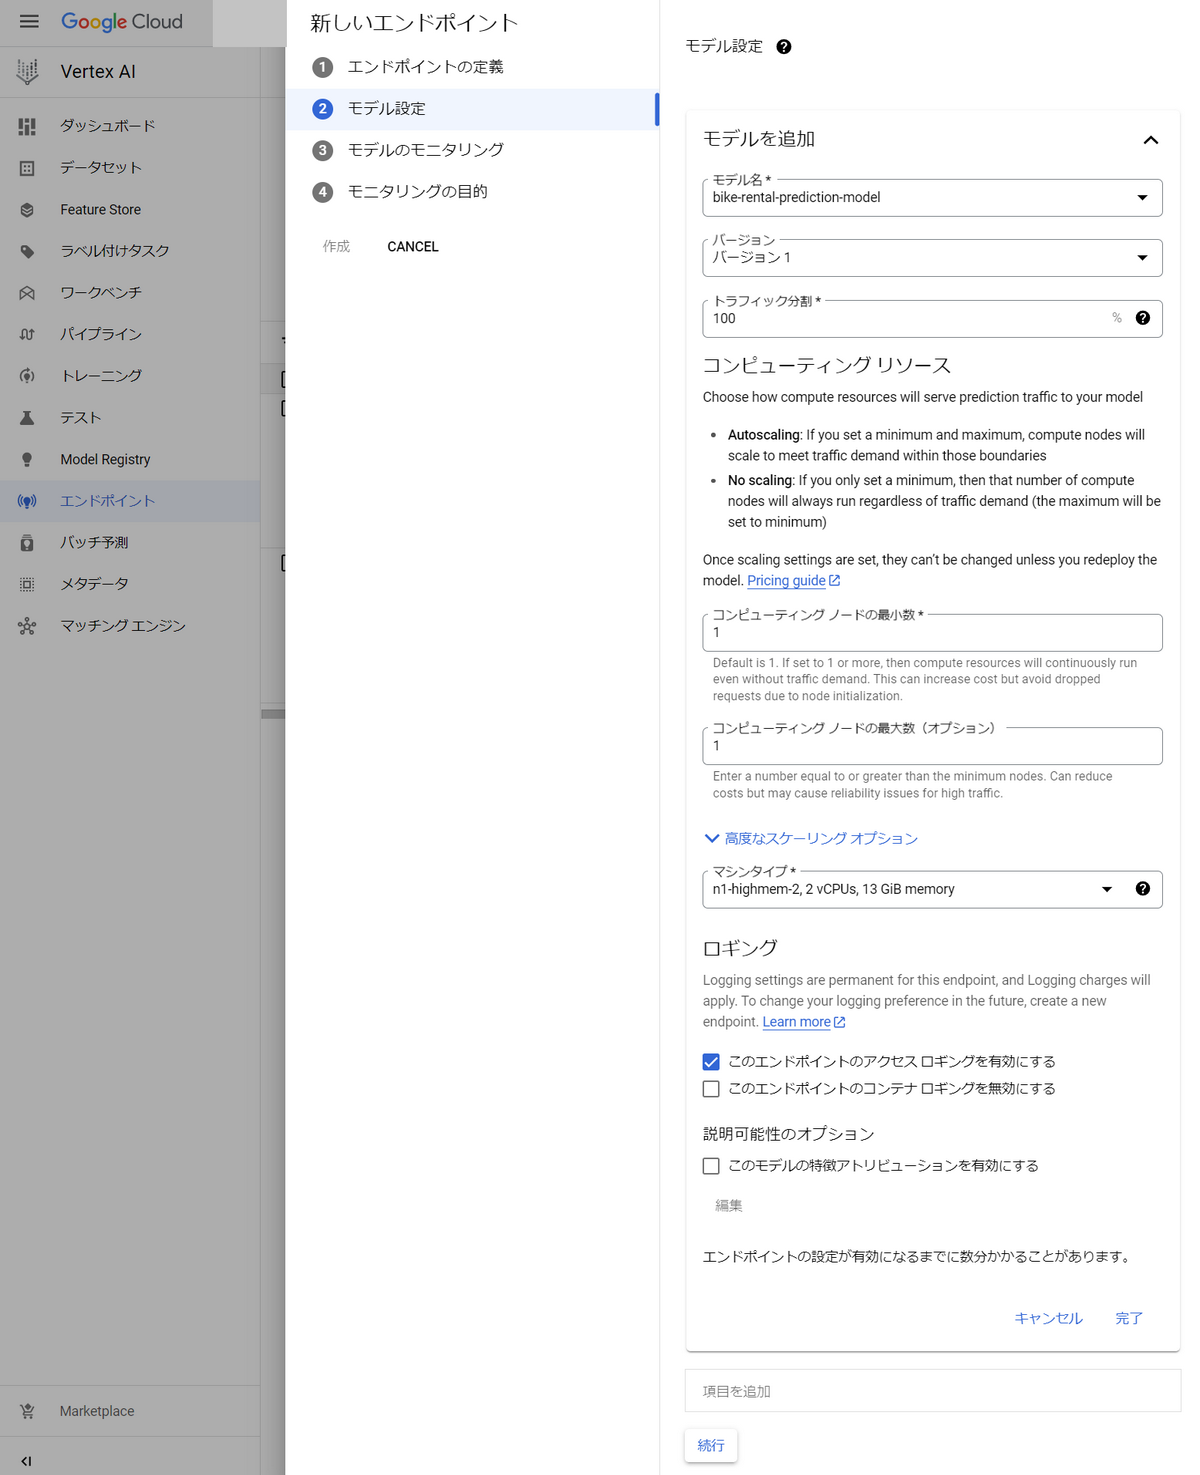 Google Cloud
Vertex AI
ダッシュボード
データセット
Feature Store
ラベル付けタスク
ワークベンチ
パイプライン
トレーニング
テスト
Model Registry
エンドポイント
バッチ予測
メタデータ
マッチング エンジン
Marketplace
新しいエンドポイント
1 エンドポイントの定義
2 モデル設定
3 モデルのモニタリング
4 モニタリングの目的
作成 CANCEL
モデル設定
モデルを追加
モデル名 *
bike-rental-prediction-model
バージョン
バージョン 1
トラフィック分割 *
100 %
コンピューティング リソース
Choose how compute resources will serve prediction traffic to your model
• Autoscaling: If you set a minimum and maximum, compute nodes will
scale to meet traffic demand within those boundaries
• No scaling: If you only set a minimum, then that number of compute
nodes will always run regardless of traffic demand (the maximum will be
set to minimum)
Once scaling settings are set, they can't be changed unless you redeploy the
model. Pricing guide
コンピューティング ノードの最小数 *
1
Default is 1. If set to 1 or more, then compute resources will continuously run
even without traffic demand. This can increase cost but avoid dropped
requests due to node initialization.
コンピューティング ノードの最大数（オプション）
1
Enter a number equal to or greater than the minimum nodes. Can reduce
costs but may cause reliability issues for high traffic.
高度なスケーリング オプション
マシンタイプ *
n1-highmem-2, 2 vCPUs, 13 GiB memory
ロギング
Logging settings are permanent for this endpoint, and Logging charges will
apply. To change your logging preference in the future, create a new
endpoint. Learn more
このエンドポイントのアクセス ロギングを有効にする
このエンドポイントのコンテナ ロギングを無効にする
説明可能性のオプション
このモデルの特徴アトリビューションを有効にする
編集
エンドポイントの設定が有効になるまでに数分かかることがあります。
キャンセル 完了
項目を追加
続行